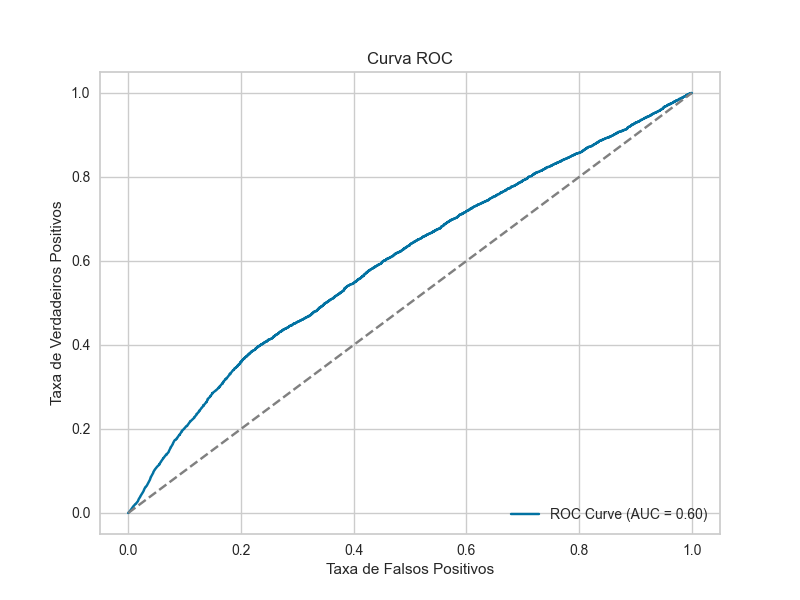 Curva ROC
Taxa de Verdadeiros Positivos
1.0
0.8
0.6
0.4
0.2
0.0
ROC Curve (AUC = 0.60)
0.0 0.2 0.4 0.6 0.8 1.0
Taxa de Falsos Positivos